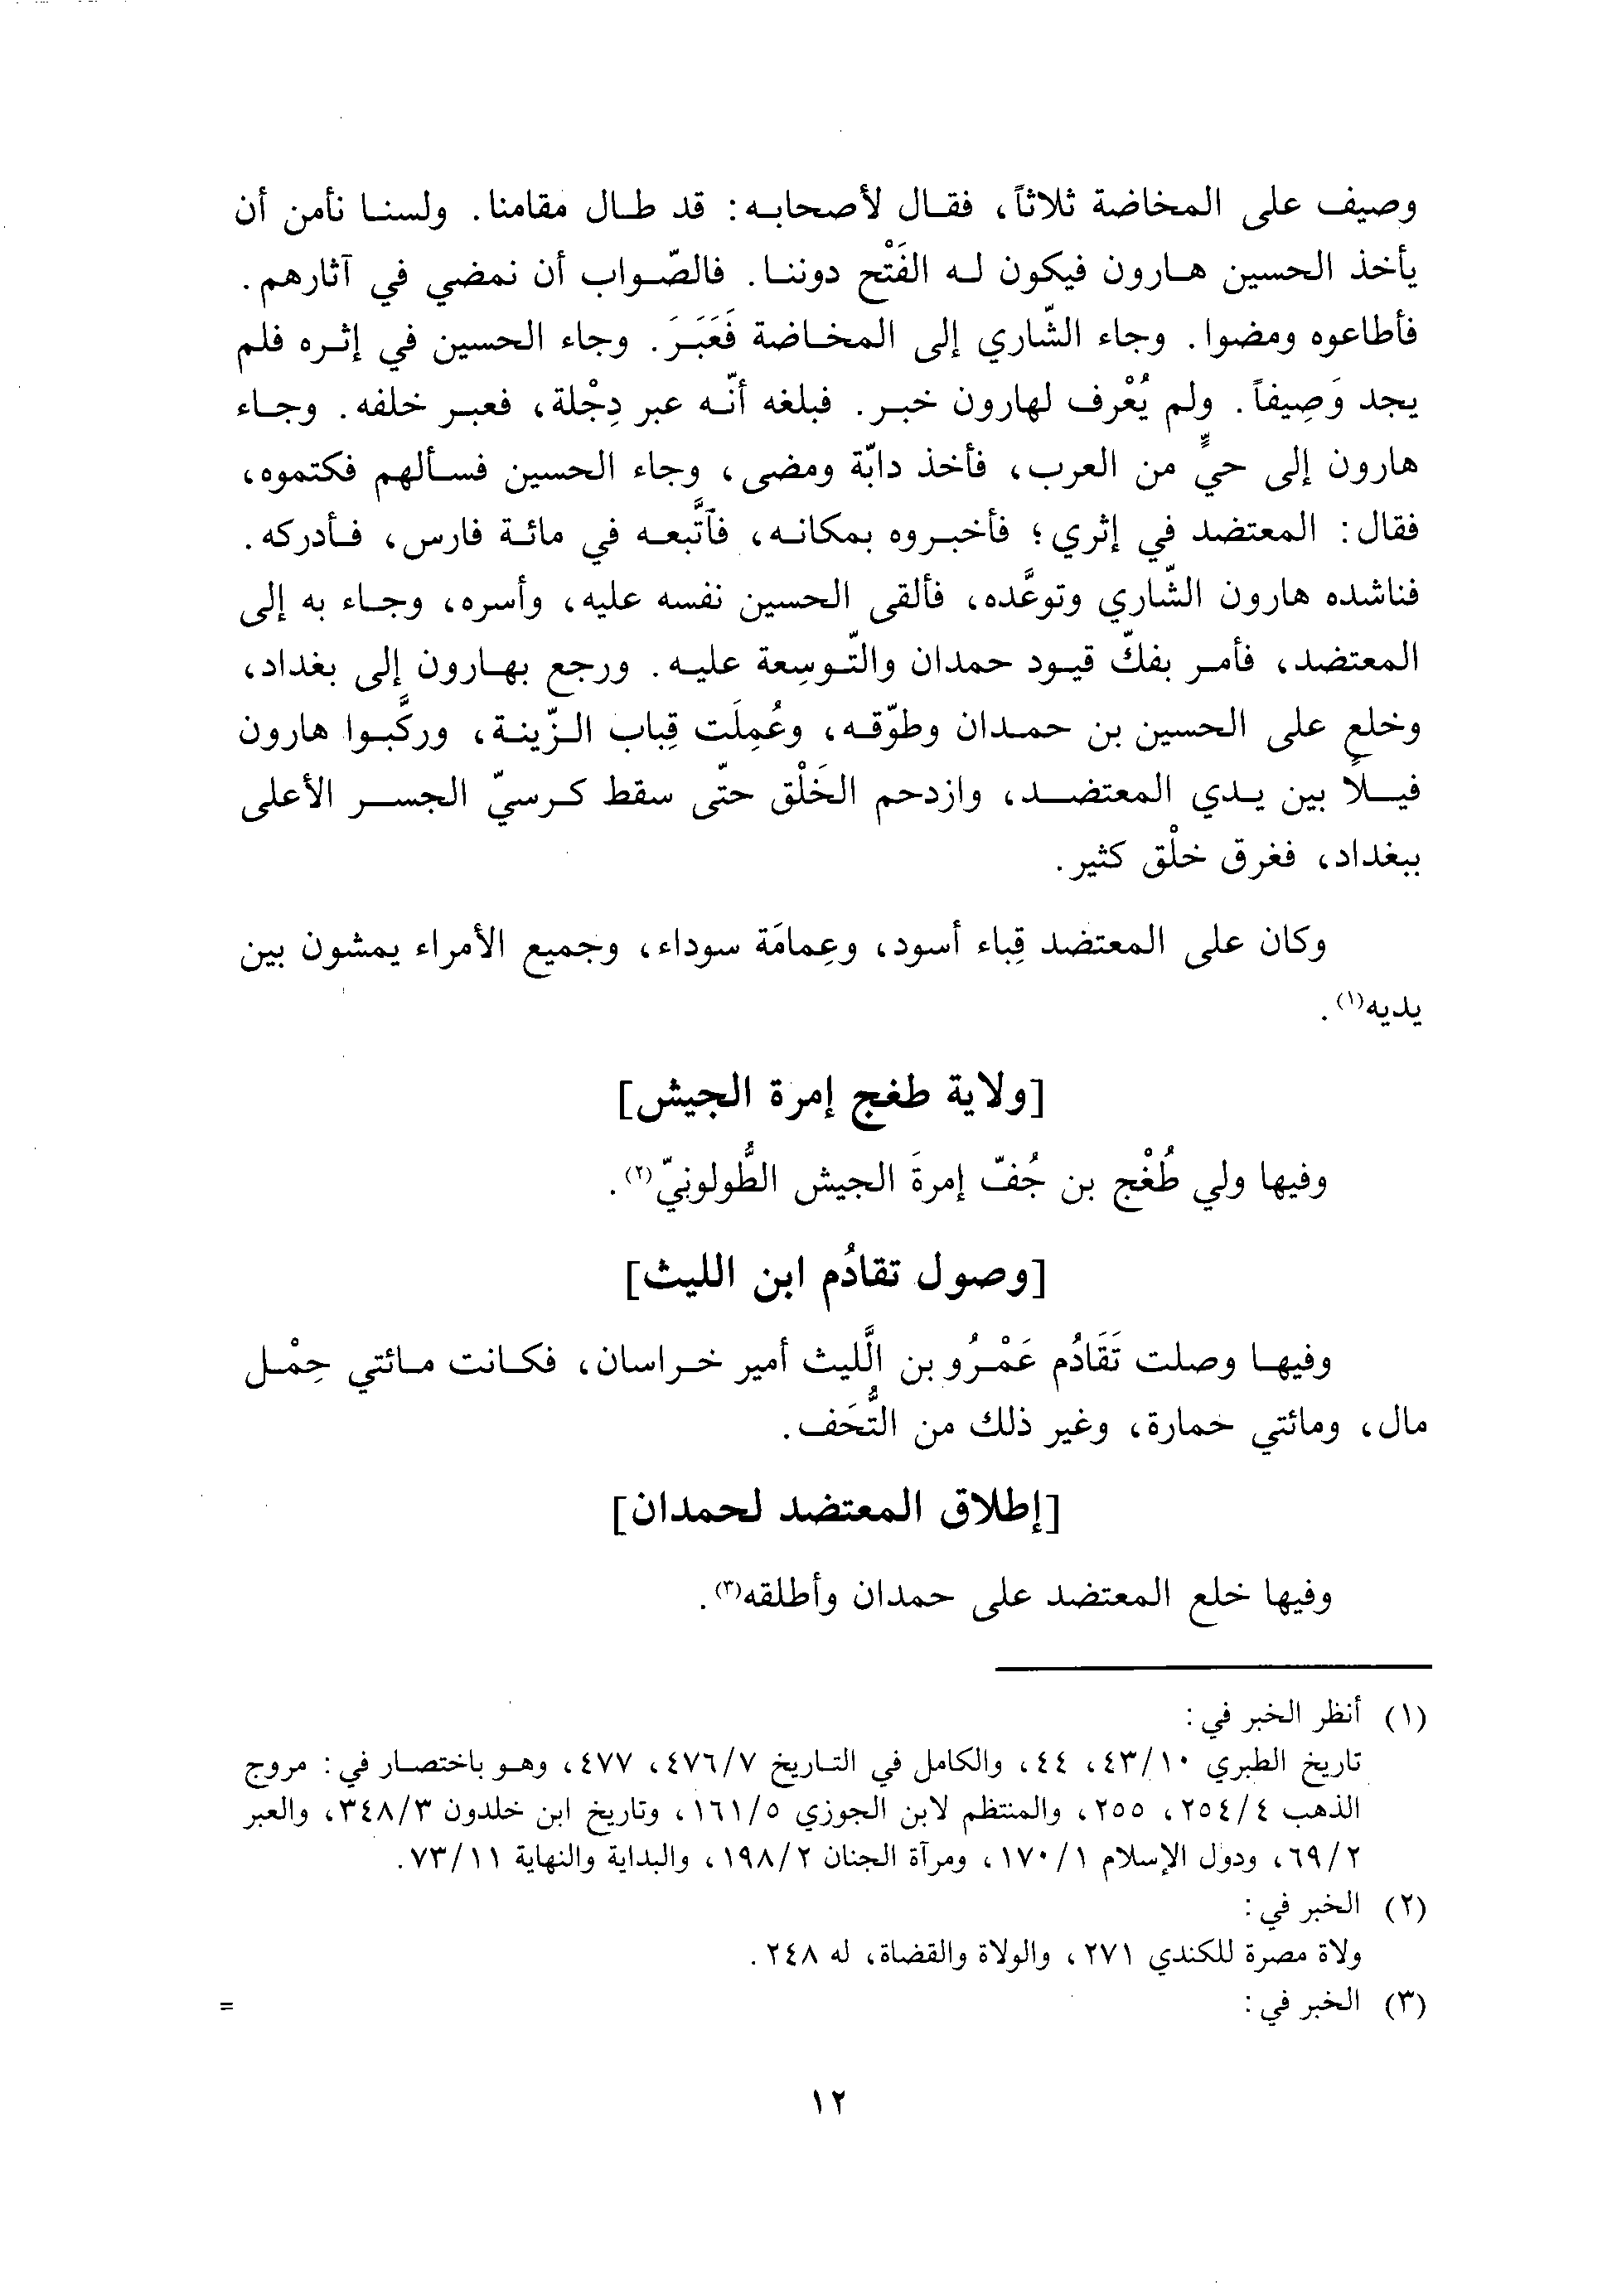 وصيف على المخاضة ثلاثاً، فقال لأصحابه: قد طال مقامنا. ولسنا نأمن أن
يأخذ الحسين هارون فيكون له الفَتْح دوننا. فالصّواب أن نمضي في آثارهم.
فأطاعوه ومضوا. وجاء الشّاري إلى المخاضة فَعَبَرَ. وجاء الحسين في إثره فلم
يجد وَصِيفاً. ولم يُعْرف لهارون خبر. فبلغه أنّه عبر دِجْلة، فعبر خلفه. وجاء
هارون إلى حيٍّ من العرب، فأخذ دابّة ومضى، وجاء الحسين فسألهم فكتموه،
فقال: المعتضد في إثري؛ فأخبروه بمكانه، فاَتَّبعه في مائة فارس، فأدركه.
فناشده هارون الشّاري وتوعَّده، فألقى الحسين نفسه عليه، وأسره، وجاء به إلى
المعتضد، فأمر بفكّ قيود حمدان والتّوسِعة عليه. ورجع بهارون إلى بغداد،
وخلع على الحسين بن حمدان وطوّقه، وعُمِلَت قِباب الزّينة، وركَّبوا هارون
فيلاً بين يدي المعتضد، وازدحم الخَلْق حتّى سقط كرسيّ الجسر الأعلى
ببغداد، فغرق خلْق كثير.
وكان على المعتضد قِباء أسود، وعِمامَة سوداء، وجميع الأمراء يمشون بين
يديه(١).
[ولاية طغج إمرة الجيش]
وفيها ولي طُغْج بن جُفّ إمرةَ الجيش الطُّولونيّ(٢).
[وصول تقادُم ابن الليث]
وفيها وصلت تَقَادُم عَمْرُو بن الَّليث أمير خراسان، فكانت مائتي حِمْل
مال، ومائتي حمارة، وغير ذلك من التُّحَف.
[إطلاق المعتضد لحمدان]
وفيها خلع المعتضد على حمدان وأطلقه(٣).
(١) أنظر الخبر في:
تاريخ الطبري ٤٣/١٠، ٤٤، والكامل في التاريخ ٤٧٦/٧، ٤٧٧، وهو باختصار في: مروج
الذهب ٢٥٤/٤، ٢٥٥، والمنتظم لابن الجوزي ١٦١/٥، وتاريخ ابن خلدون ٣٤٨/٣، والعبر
٦٩/٢، ودول الإسلام ١٧٠/١، ومرآة الجنان ١٩٨/٢، والبداية والنهاية ٧٣/١١.
(٢) الخبر في:
ولاة مصرة للكندي ٢٧١، والولاة والقضاة، له ٢٤٨.
(٣) الخبر في: =
١٢